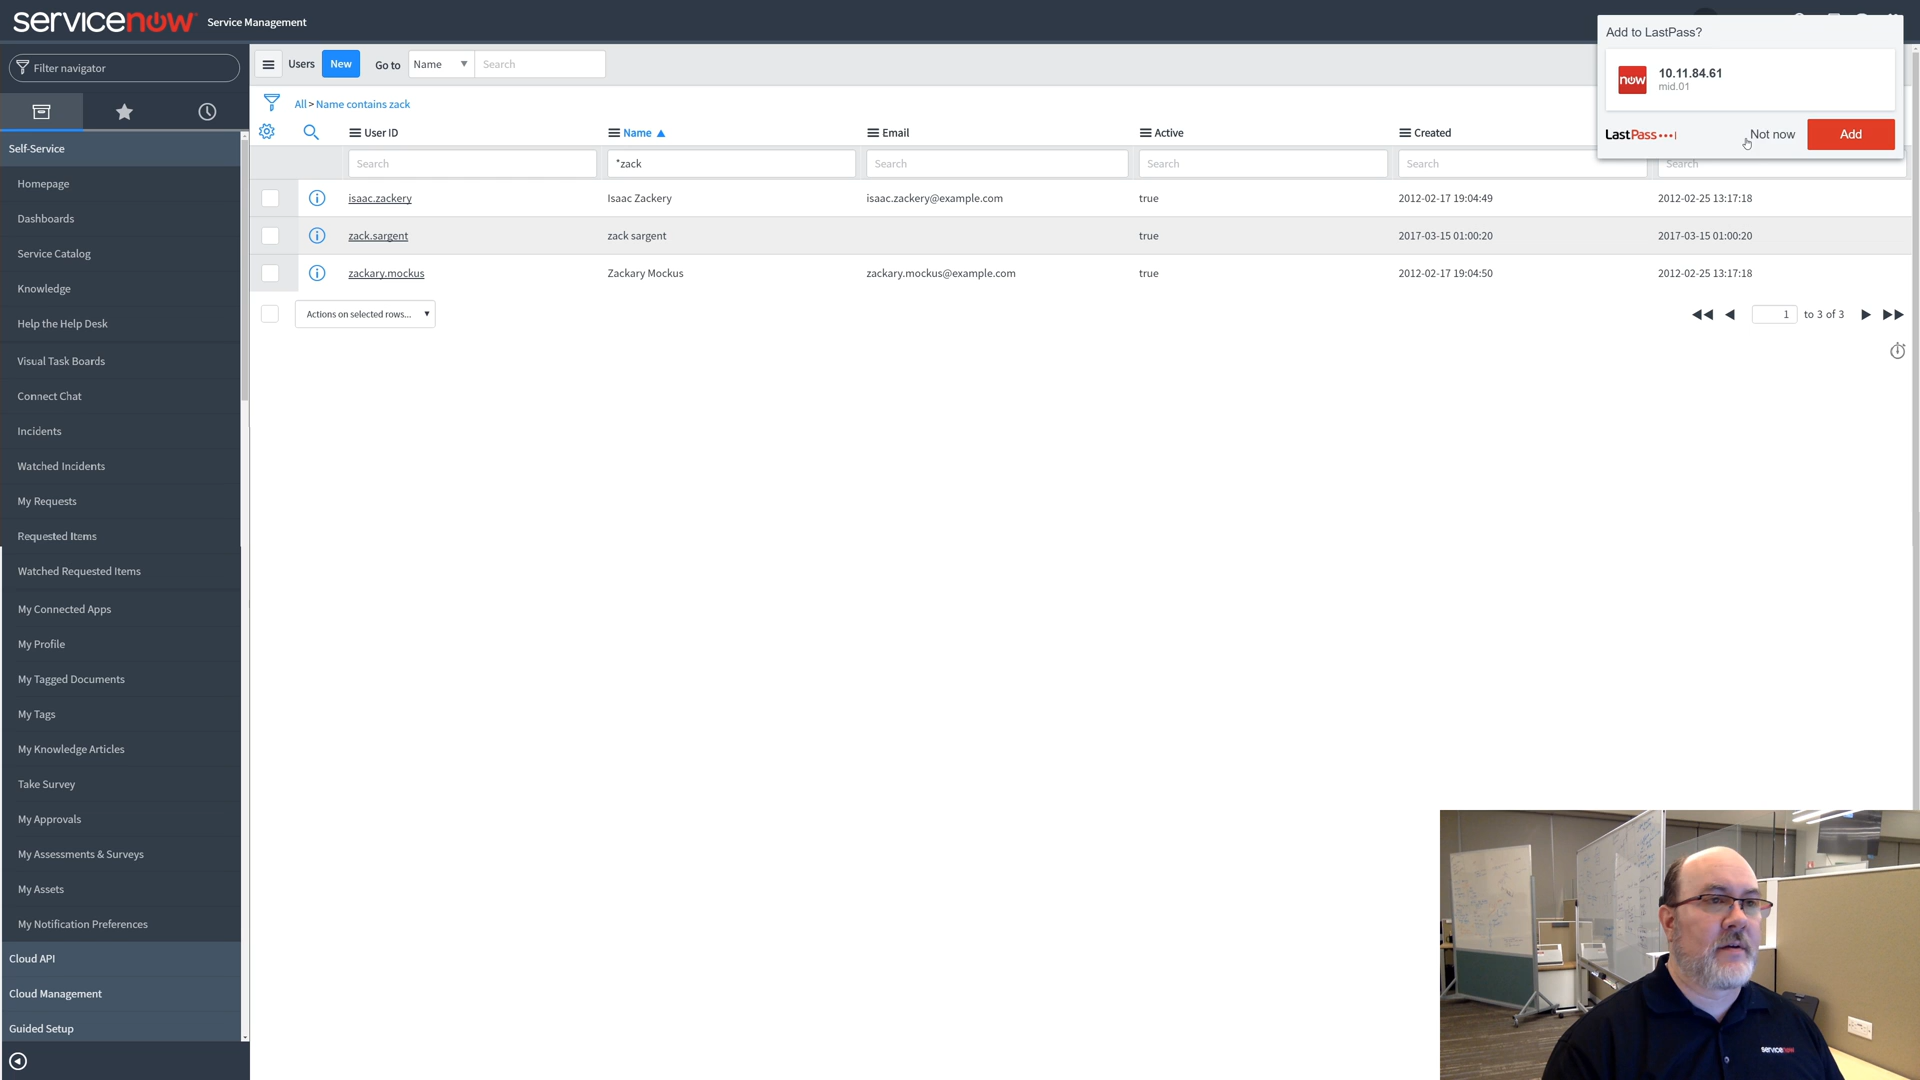 servicenow Service Management
Add to LastPass?
10.11.84.61
mid.01
LastPass Not now Add
Filter navigator
Users New Go to Name Search
All > Name contains zack
User ID Name Email Active Created
Search *zack Search Search Search Search
isaac.zackery Isaac Zackery isaac.zackery@example.com true 2012-02-17 19:04:49 2012-02-25 13:17:18
zack.sargent zack sargent true 2017-03-15 01:00:20 2017-03-15 01:00:20
zackary.mockus Zackary Mockus zackary.mockus@example.com true 2012-02-17 19:04:50 2012-02-25 13:17:18
Actions on selected rows... 1 to 3 of 3
Self-Service
Homepage
Dashboards
Service Catalog
Knowledge
Help the Help Desk
Visual Task Boards
Connect Chat
Incidents
Watched Incidents
My Requests
Requested Items
Watched Requested Items
My Connected Apps
My Profile
My Tagged Documents
My Tags
My Knowledge Articles
Take Survey
My Approvals
My Assessments & Surveys
My Assets
My Notification Preferences
Cloud API
Cloud Management
Guided Setup
servicenow